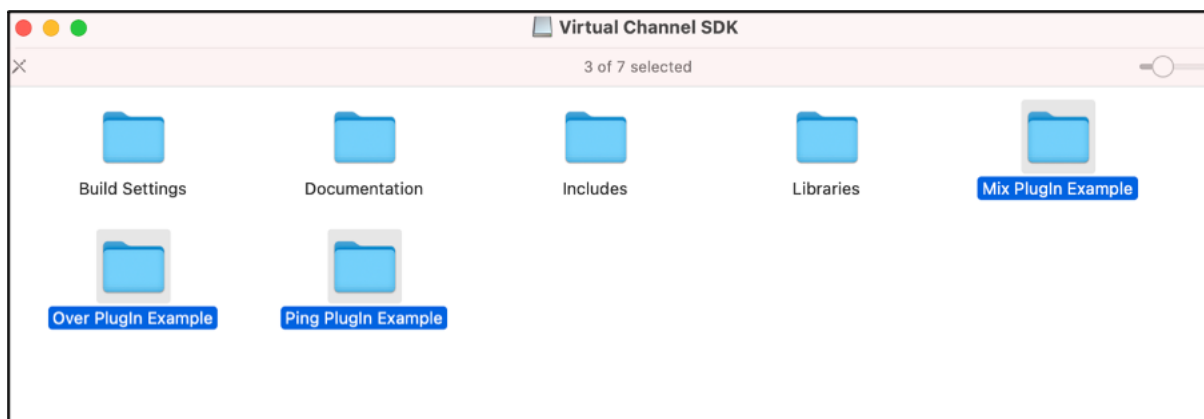 Virtual Channel SDK
3 of 7 selected
Build Settings
Documentation
Includes
Libraries
Mix PlugIn Example
Over PlugIn Example
Ping PlugIn Example